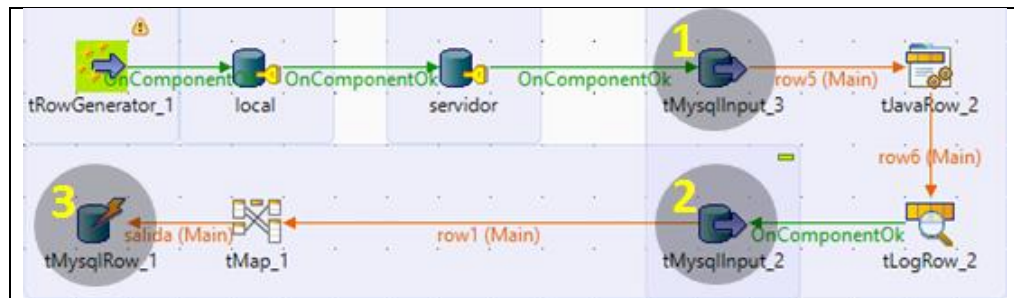 OnComponentOk
OnComponentOk
OnComponentOk
1
row5 (Main)
tRowGenerator_1
local
servidor
tMysqlInput_3
tJavaRow_2
row6 (Main)
3
2
salida (Main)
row1 (Main)
OnComponentOk
tMysqlRow_1
tMap_1
tMysqlInput_2
tLogRow_2